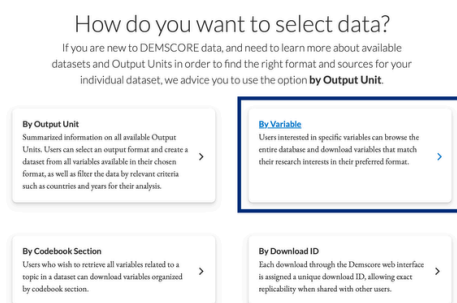 How do you want to select data?
If you are new to DEMSCORE data, and need to learn more about available
datasets and Output Units in order to find the right format and sources for your
individual dataset, we advice you to use the option by Output Unit.
By Output Unit
Summarized information on all available Output
Units. Users can select an output format and create a
dataset from all variables available in their chosen
format, as well as filter the data by relevant criteria
such as countries and years for their analysis.
By Variable
Users interested in specific variables can browse the
entire database and download variables that match
their research interests in their preferred format.
By Codebook Section
Users who wish to retrieve all variables related to a
topic in a dataset can download variables organized
by codebook section.
By Download ID
Each download through the Demscore web interface
is assigned a unique download ID, allowing exact
replicability when shared with other users.